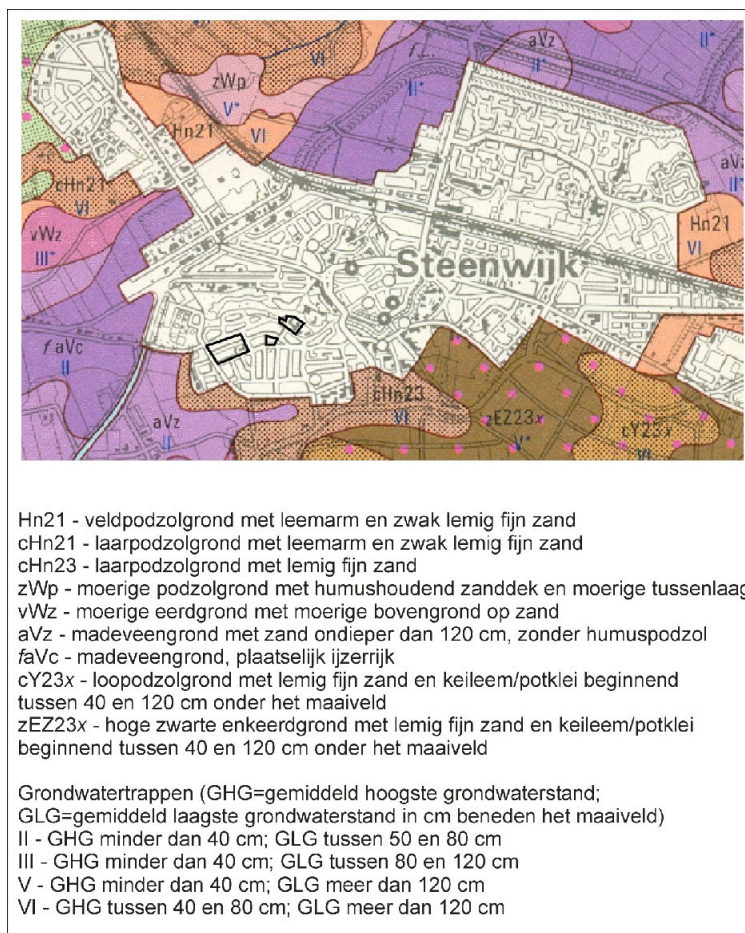 aVz
II*
f
II*
II*
VI
zWp
V*
Hn21
VI
cHn21
VI
aVz
II
vWz
III*
Hn21
VI
Steenwijk
f aVc
II
aVz
II
cHn23
VI
zEZ23x
V*
cY23x
VI
Hn21 - veldpodzolgrond met leemarm en zwak lemig fijn zand
cHn21 - laarpodzolgrond met leemarm en zwak lemig fijn zand
cHn23 - laarpodzolgrond met lemig fijn zand
zWp - moerige podzolgrond met humushoudend zanddek en moerige tussenlaag
vWz - moerige eerdgrond met moerige bovengrond op zand
aVz - madeveengrond met zand ondieper dan 120 cm, zonder humuspodzol
faVc - madeveengrond, plaatselijk ijzerrijk
cY23x - loopodzolgrond met lemig fijn zand en keileem/potklei beginnend
tussen 40 en 120 cm onder het maaiveld
zEZ23x - hoge zwarte enkeerdgrond met lemig fijn zand en keileem/potklei
beginnend tussen 40 en 120 cm onder het maaiveld
Grondwatertrappen (GHG=gemiddeld hoogste grondwaterstand;
GLG=gemiddeld laagste grondwaterstand in cm beneden het maaiveld)
II - GHG minder dan 40 cm; GLG tussen 50 en 80 cm
III - GHG minder dan 40 cm; GLG tussen 80 en 120 cm
V - GHG minder dan 40 cm; GLG meer dan 120 cm
VI - GHG tussen 40 en 80 cm; GLG meer dan 120 cm